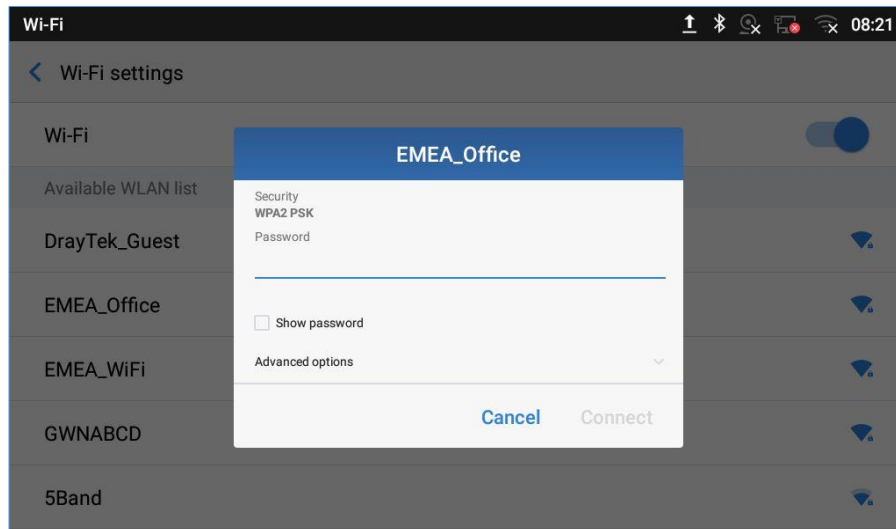 Wi-Fi 08:21
Wi-Fi settings
Wi-Fi
Available WLAN list
DrayTek_Guest
EMEA_Office
EMEA_WiFi
GWNABCD
5Band
EMEA_Office
Security
WPA2 PSK
Password
Show password
Advanced options
Cancel Connect